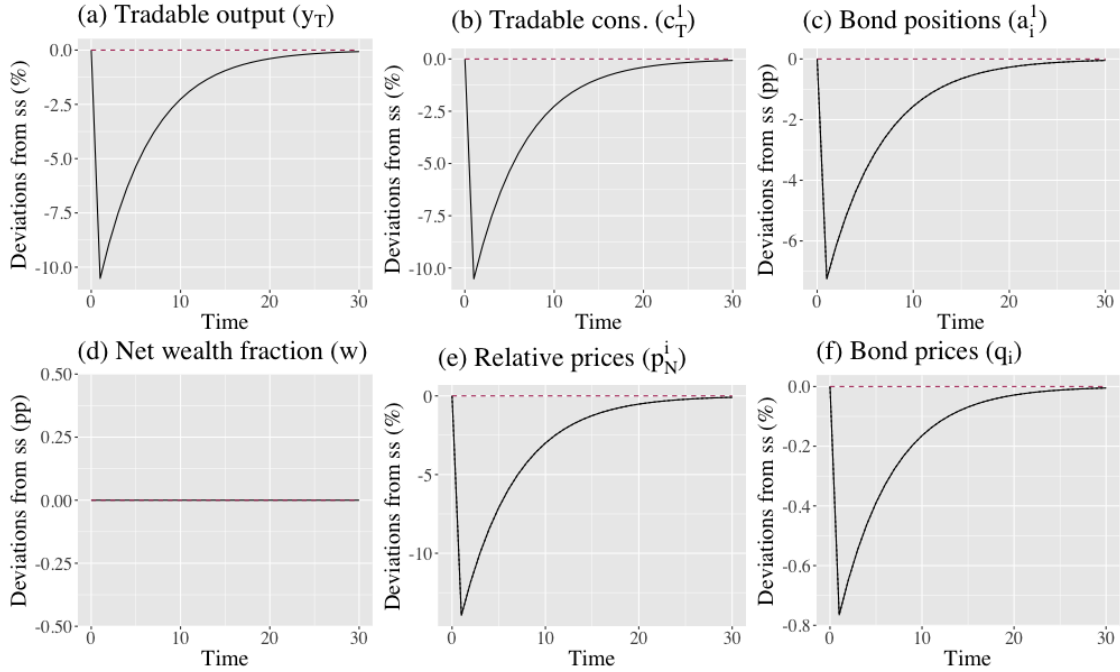 (a) Tradable output (y_T)
Deviations from ss (%)
0.0
-2.5
-5.0
-7.5
-10.0
0 10 20 30
Time
(b) Tradable cons. (c_T^1)
Deviations from ss (%)
0.0
-2.5
-5.0
-7.5
-10.0
0 10 20 30
Time
(c) Bond positions (a_i^1)
Deviations from ss (pp)
0
-2
-4
-6
0 10 20 30
Time
(d) Net wealth fraction (w)
Deviations from ss (pp)
0.50
0.25
0.00
-0.25
-0.50
0 10 20 30
Time
(e) Relative prices (p_N^i)
Deviations from ss (%)
0
-5
-10
0 10 20 30
Time
(f) Bond prices (q_i)
Deviations from ss (%)
0.0
-0.2
-0.4
-0.6
-0.8
0 10 20 30
Time